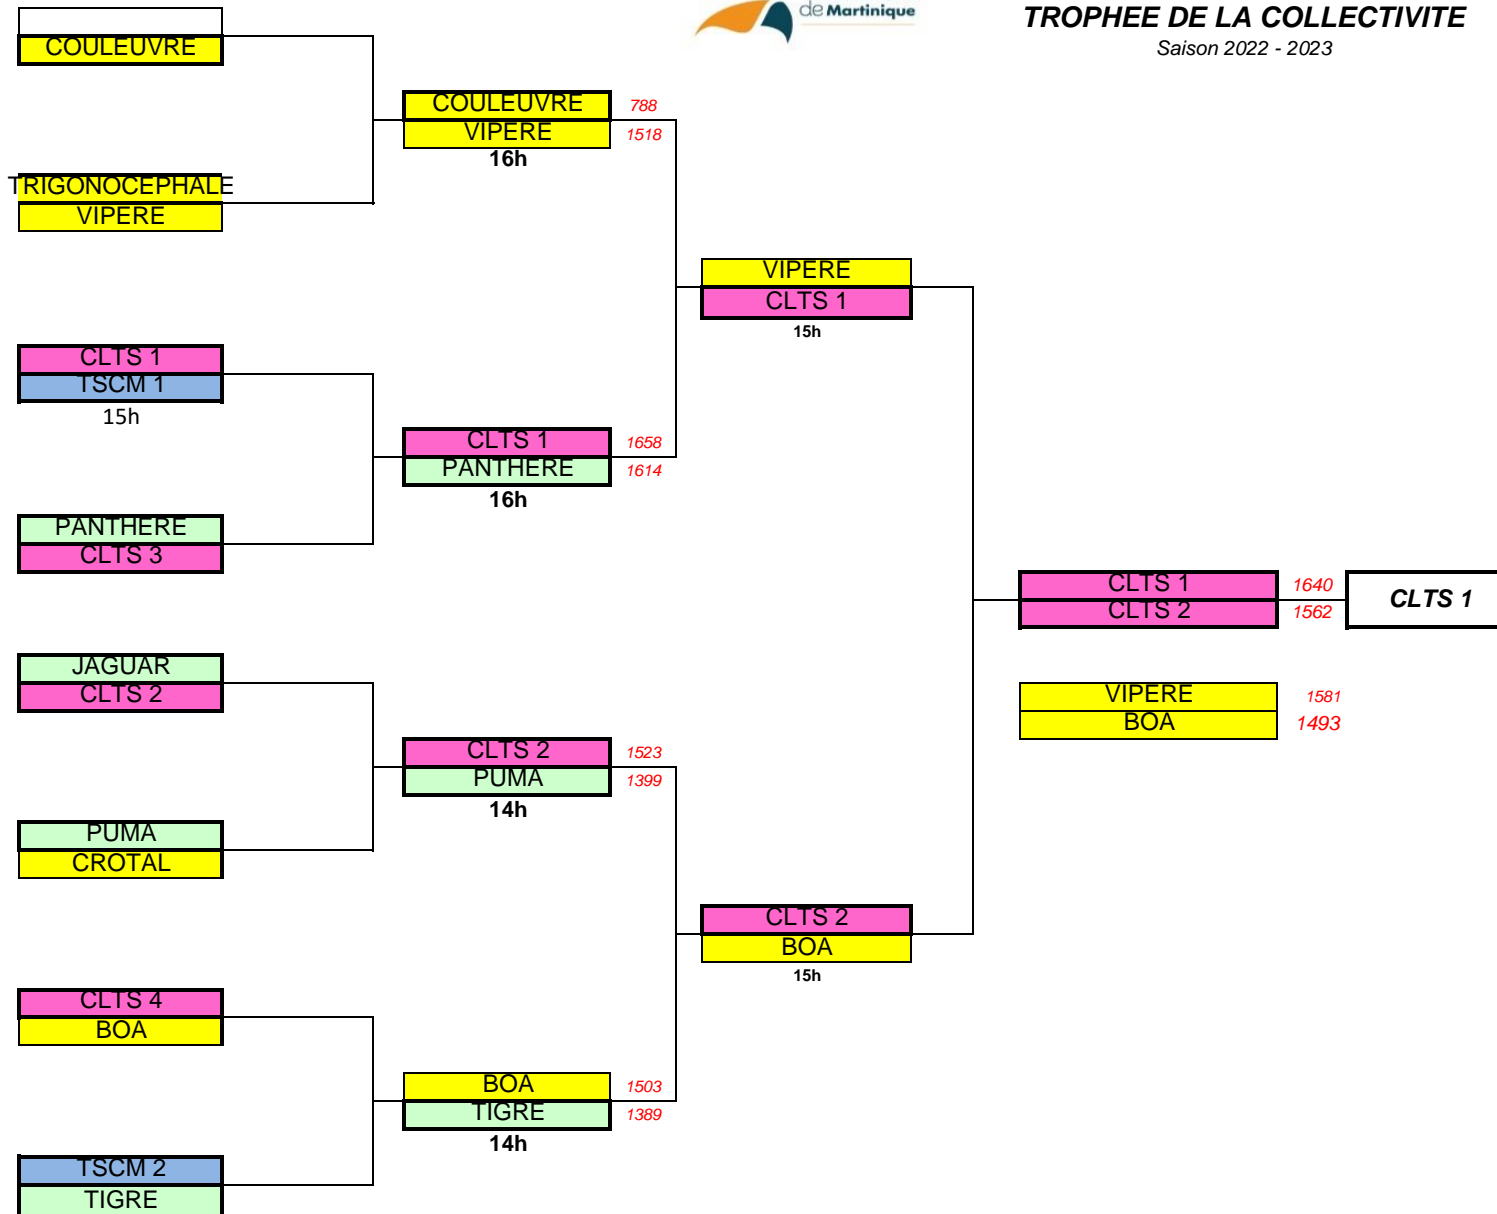 de Martinique
TROPHEE DE LA COLLECTIVITE
Saison 2022 - 2023
COULEUVRE
TRIGONOCEPHALE
VIPERE
CLTS 1
TSCM 1
15h
PANTHERE
CLTS 3
JAGUAR
CLTS 2
PUMA
CROTAL
CLTS 4
BOA
TSCM 2
TIGRE
COULEUVRE 788
VIPERE 1518
16h
CLTS 1 1658
PANTHERE 1614
16h
CLTS 2 1523
PUMA 1399
14h
BOA 1503
TIGRE 1389
14h
VIPERE
CLTS 1
15h
CLTS 2
BOA
15h
CLTS 1 1640
CLTS 2 1562
CLTS 1
VIPERE 1581
BOA 1493